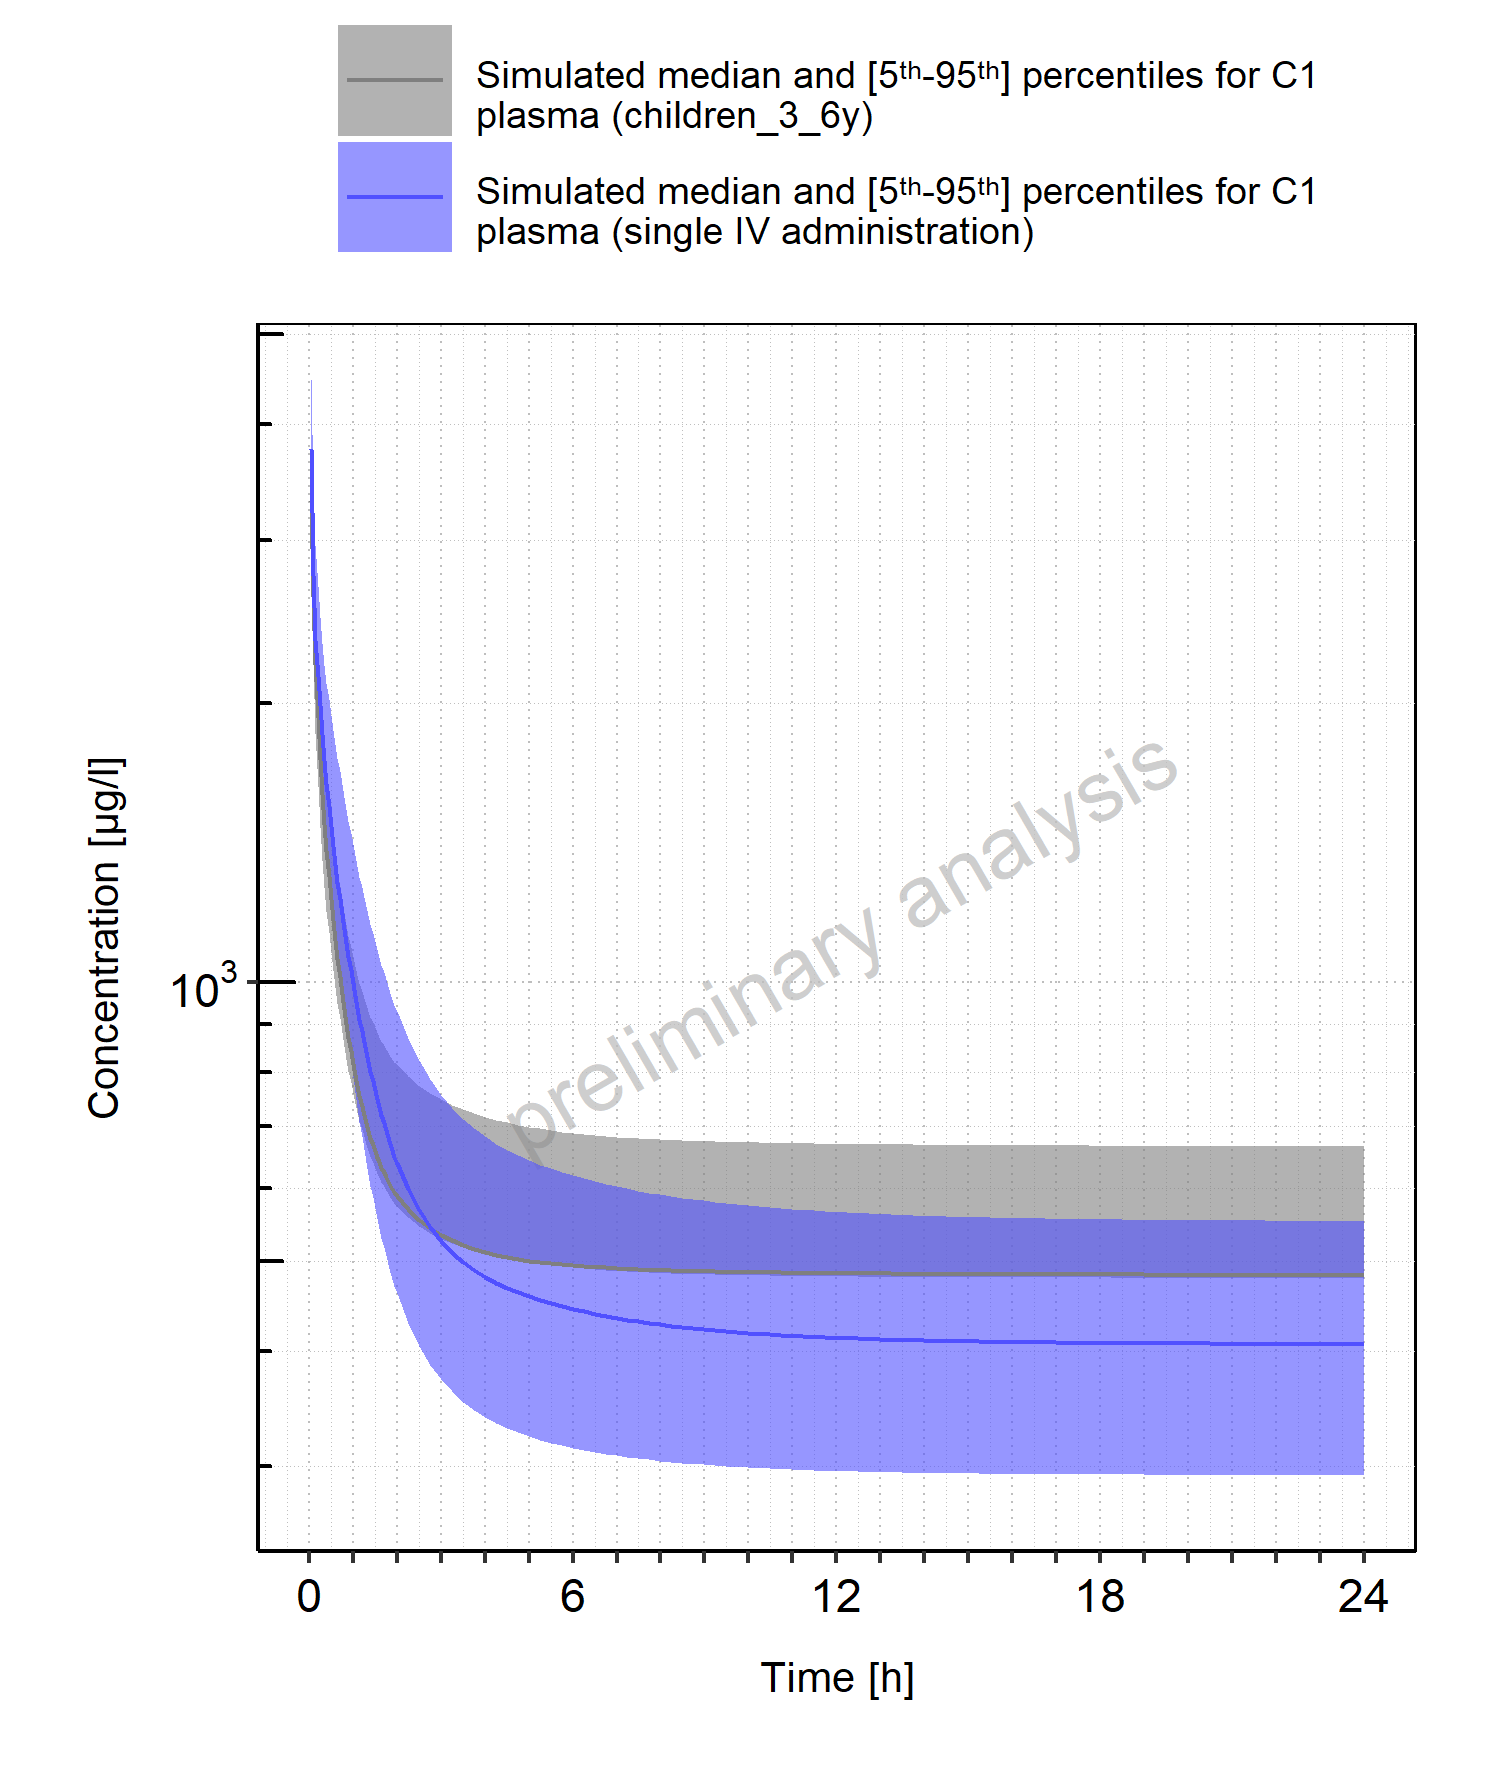 Simulated median and [5th-95th] percentiles for C1
plasma (children_3_6y)
Simulated median and [5th-95th] percentiles for C1
plasma (single IV administration)
Concentration [µg/l]
10³
preliminary analysis
0 6 12 18 24
Time [h]